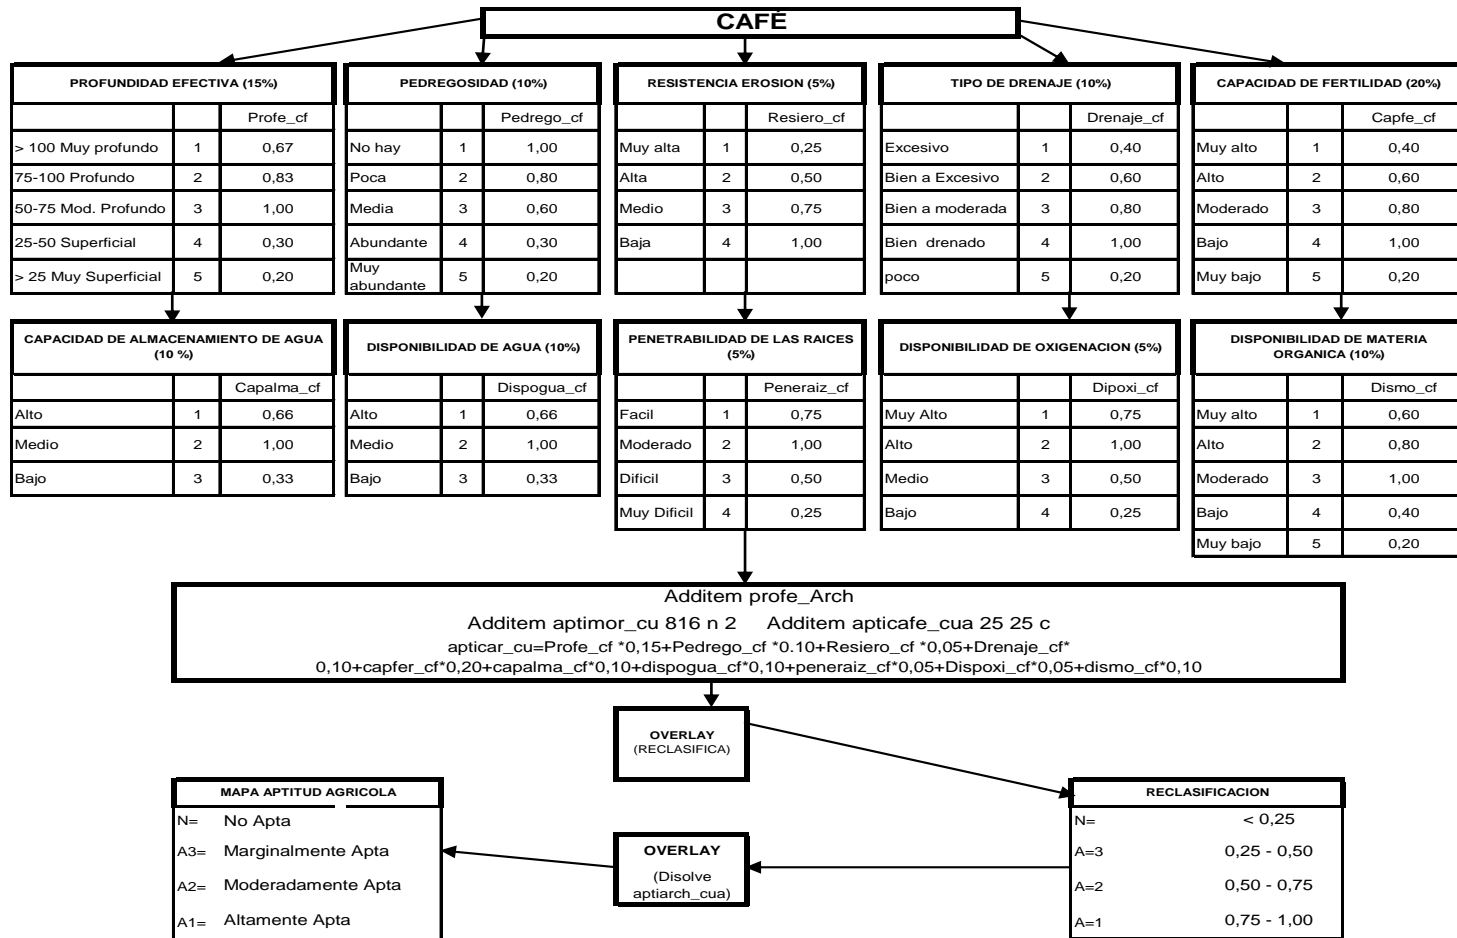 CAFÉ
PROFUNDIDAD EFECTIVA (15%)
Profe_cf
> 100 Muy profundo 1 0,67
75-100 Profundo 2 0,83
50-75 Mod. Profundo 3 1,00
25-50 Superficial 4 0,30
> 25 Muy Superficial 5 0,20
PEDREGOSIDAD (10%)
Pedrego_cf
No hay 1 1,00
Poca 2 0,80
Media 3 0,60
Abundante 4 0,30
Muy
abundante 5 0,20
RESISTENCIA EROSION (5%)
Resiero_cf
Muy alta 1 0,25
Alta 2 0,50
Medio 3 0,75
Baja 4 1,00
TIPO DE DRENAJE (10%)
Drenaje_cf
Excesivo 1 0,40
Bien a Excesivo 2 0,60
Bien a moderada 3 0,80
Bien drenado 4 1,00
poco 5 0,20
CAPACIDAD DE FERTILIDAD (20%)
Capfe_cf
Muy alto 1 0,40
Alto 2 0,60
Moderado 3 0,80
Bajo 4 1,00
Muy bajo 5 0,20
CAPACIDAD DE ALMACENAMIENTO DE AGUA
(10 %)
Capalma_cf
Alto 1 0,66
Medio 2 1,00
Bajo 3 0,33
DISPONIBILIDAD DE AGUA (10%)
Dispogua_cf
Alto 1 0,66
Medio 2 1,00
Bajo 3 0,33
PENETRABILIDAD DE LAS RAICES
(5%)
Peneraiz_cf
Facil 1 0,75
Moderado 2 1,00
Dificil 3 0,50
Muy Dificil 4 0,25
DISPONIBILIDAD DE OXIGENACION (5%)
Dipoxi_cf
Muy Alto 1 0,75
Alto 2 1,00
Medio 3 0,50
Bajo 4 0,25
DISPONIBILIDAD DE MATERIA
ORGANICA (10%)
Dismo_cf
Muy alto 1 0,60
Alto 2 0,80
Moderado 3 1,00
Bajo 4 0,40
Muy bajo 5 0,20
Additem profe_Arch
Additem aptimor_cu 816 n 2 Additem apticafe_cua 25 25 c
apticar_cu=Profe_cf *0,15+Pedrego_cf *0.10+Resiero_cf *0,05+Drenaje_cf*
0,10+capfer_cf*0,20+capalma_cf*0,10+dispogua_cf*0,10+peneraiz_cf*0,05+Dispoxi_cf*0,05+dismo_cf*0,10
OVERLAY
(RECLASIFICA)
MAPA APTITUD AGRICOLA
N= No Apta
A3= Marginalmente Apta
A2= Moderadamente Apta
A1= Altamente Apta
OVERLAY
(Disolve
aptiarch_cua)
RECLASIFICACION
N= < 0,25
A=3 0,25 - 0,50
A=2 0,50 - 0,75
A=1 0,75 - 1,00